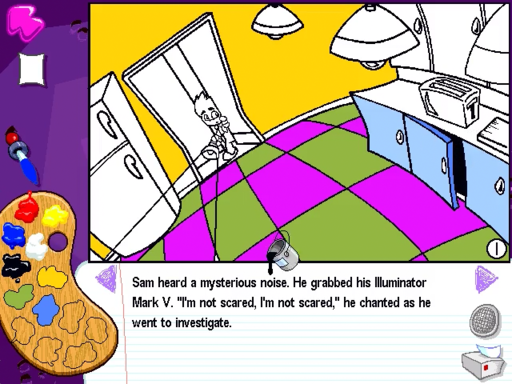 1
Sam heard a mysterious noise. He grabbed his Illuminator
Mark V. "I'm not scared, I'm not scared," he chanted as he
went to investigate.